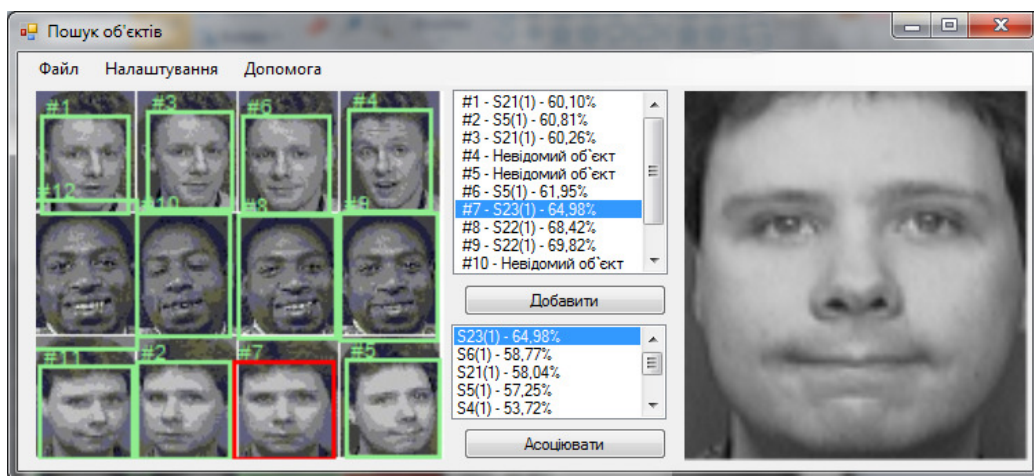 Пошук об'єктів
Файл Налаштування Допомога
#1 #3 #6 #4
#12 #10 #8 #9
#11 #2 #7 #5
#1 - S21(1) - 60,10%
#2 - S5(1) - 60,81%
#3 - S21(1) - 60,26%
#4 - Невідомий об`єкт
#5 - Невідомий об`єкт
#6 - S5(1) - 61,95%
#7 - S23(1) - 64,98%
#8 - S22(1) - 68,42%
#9 - S22(1) - 69,82%
#10 - Невідомий об`єкт
Добавити
S23(1) - 64,98%
S6(1) - 58,77%
S21(1) - 58,04%
S5(1) - 57,25%
S4(1) - 53,72%
Асоціювати